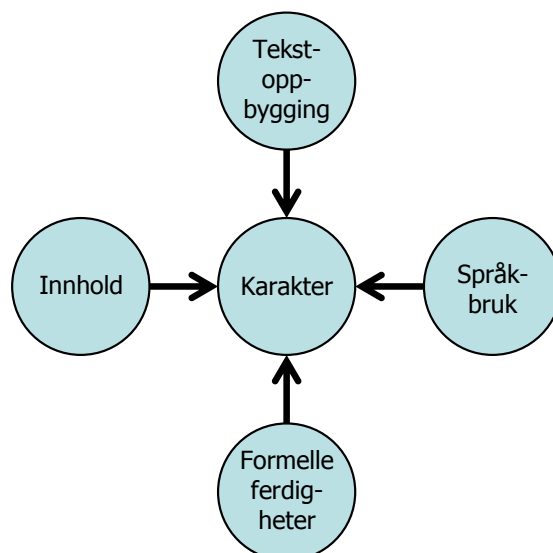 Tekst-
opp-
bygging
Innhold
Karakter
Språk-
bruk
Formelle
ferdig-
heter